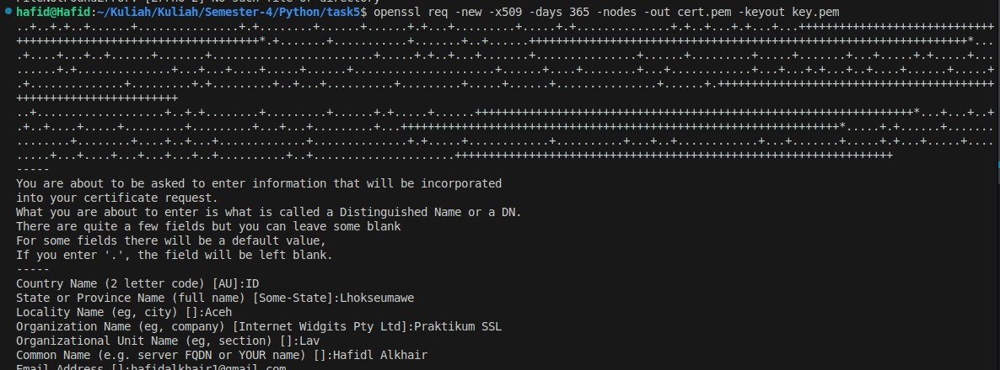 hafid@Hafid:~/Kuliah/Kuliah/Semester-4/Python/task5$ openssl req -new -x509 -days 365 -nodes -out cert.pem -keyout key.pem
-----
You are about to be asked to enter information that will be incorporated
into your certificate request.
What you are about to enter is what is called a Distinguished Name or a DN.
There are quite a few fields but you can leave some blank
For some fields there will be a default value,
If you enter '.', the field will be left blank.
-----
Country Name (2 letter code) [AU]:ID
State or Province Name (full name) [Some-State]:Lhokseumawe
Locality Name (eg, city) []:Aceh
Organization Name (eg, company) [Internet Widgits Pty Ltd]:Praktikum SSL
Organizational Unit Name (eg, section) []:Lav
Common Name (e.g. server FQDN or YOUR name) []:Hafidl Alkhair
Email Address []:hafidalkhair1@gmail.com